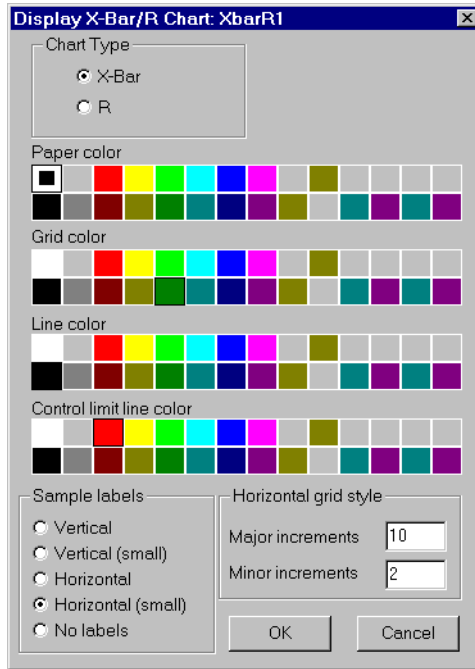 Display X-Bar/R Chart: XbarR1
Chart Type
X-Bar
R
Paper color
Grid color
Line color
Control limit line color
Sample labels
Vertical
Vertical (small)
Horizontal
Horizontal (small)
No labels
Horizontal grid style
Major increments 10
Minor increments 2
OK Cancel